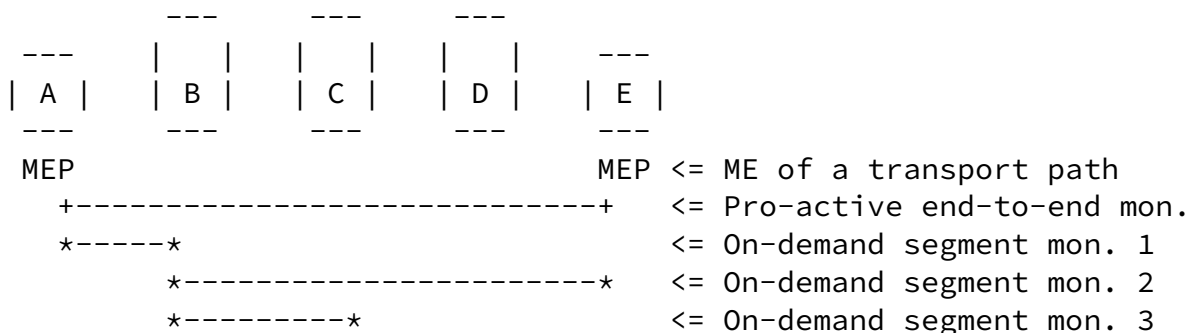 ---       ---       ---
 ---      |   |     |   |     |   |     ---
| A |     | B |     | C |     | D |    | E |
 ---       ---       ---       ---      ---
 MEP                                    MEP <= ME of a transport path
   +------------------------------------+    <= Pro-active end-to-end mon.
   *------*                                  <= On-demand segment mon. 1
          *-----------------------------*    <= On-demand segment mon. 2
          *-----------*                      <= On-demand segment mon. 3